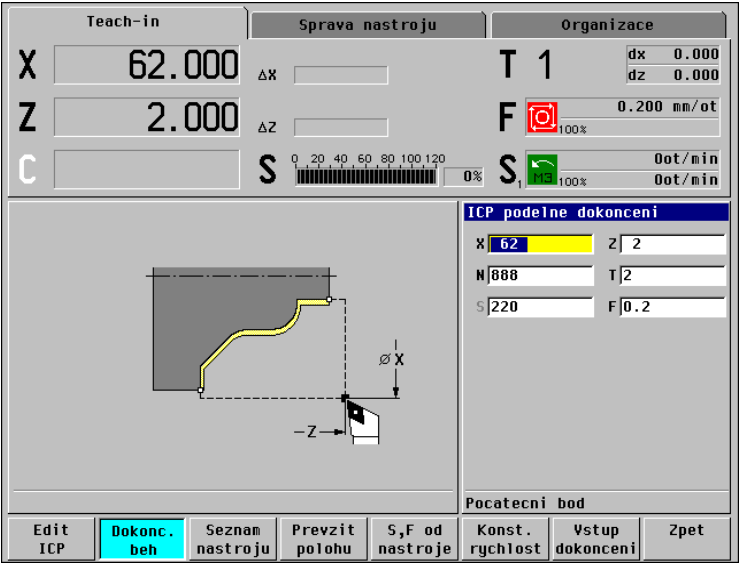 Teach-in Sprava nastroju Organizace
X 62.000 ΔX T 1 dx 0.000
dz 0.000
Z 2.000 ΔZ F 100% 0.200 mm/ot
C S 0 20 40 60 80 100 120 0% S1 M3 100% 0ot/min
0ot/min
ICP podelne dokonceni
X 62 Z 2
N 888 T 2
S 220 F 0.2
⌀X
−Z
Pocatecni bod
Edit ICP
Dokonc. beh
Seznam nastroju
Prevzit polohu
S,F od nastroje
Konst. rychlost
Vstup dokonceni
Zpet